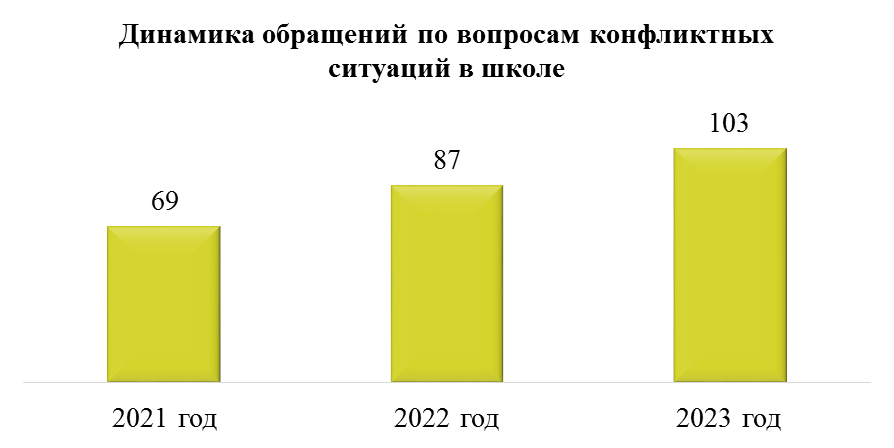 Динамика обращений по вопросам конфликтных
ситуаций в школе
103
87
69
2021 год
2022 год
2023 год